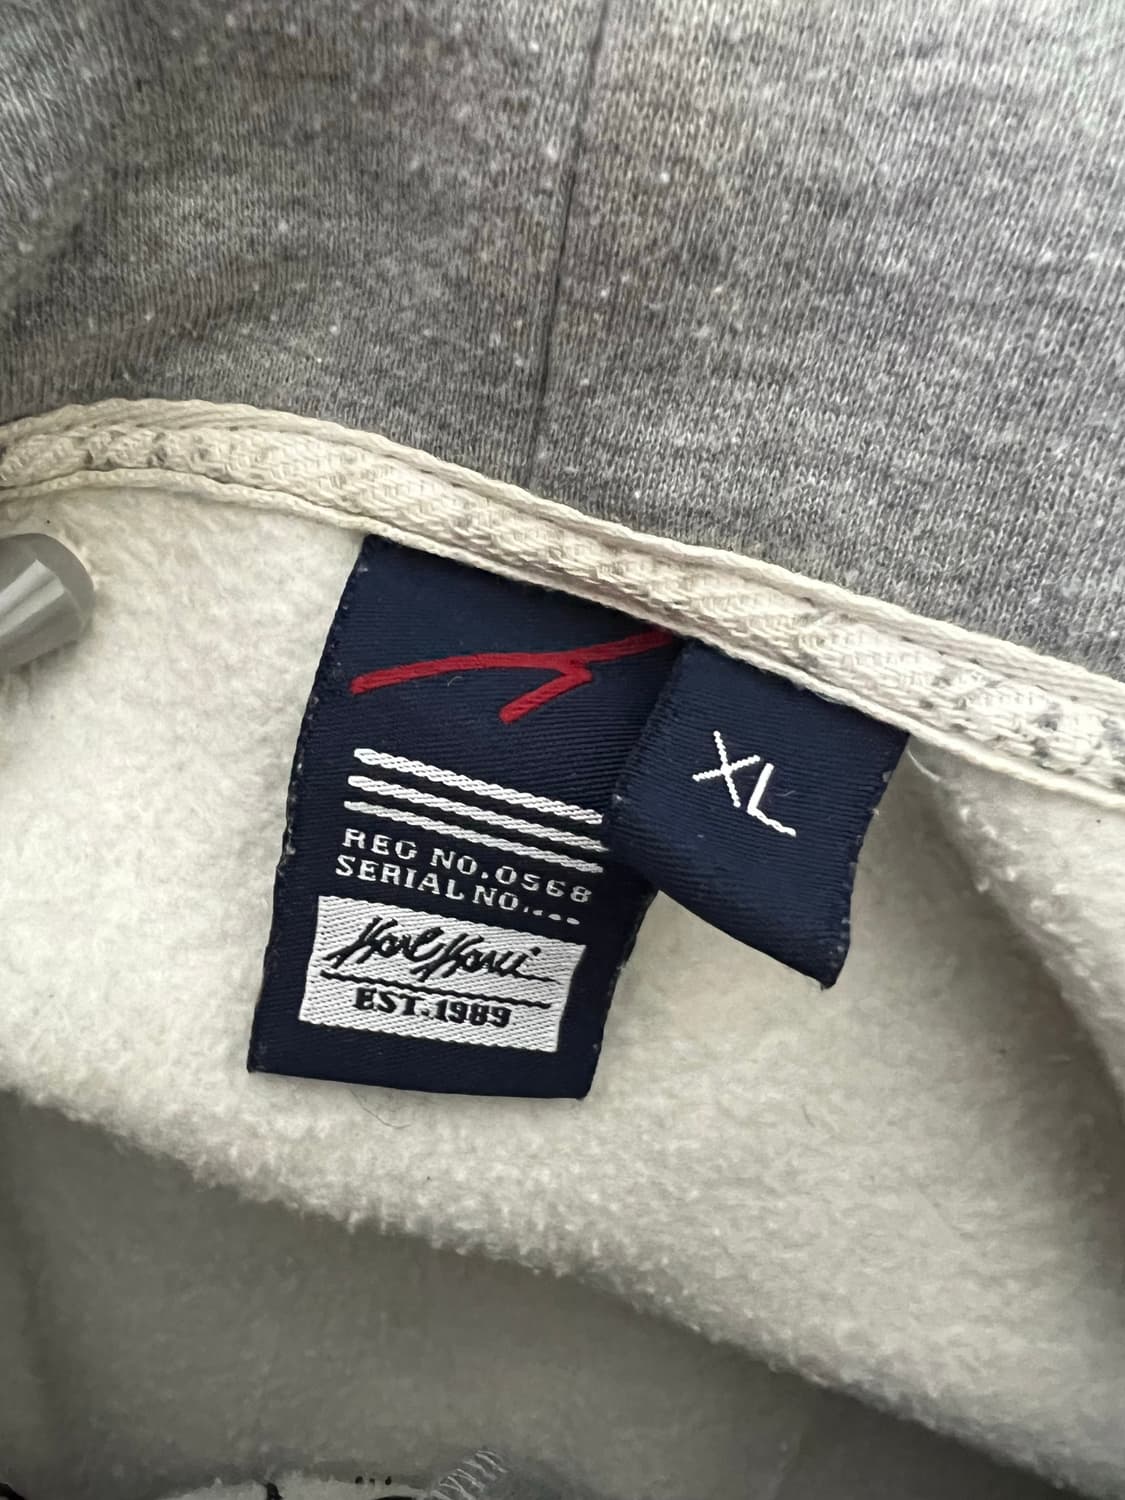 REG NO.0568
SERIAL NO....
Karl Kani
EST.1989
XL